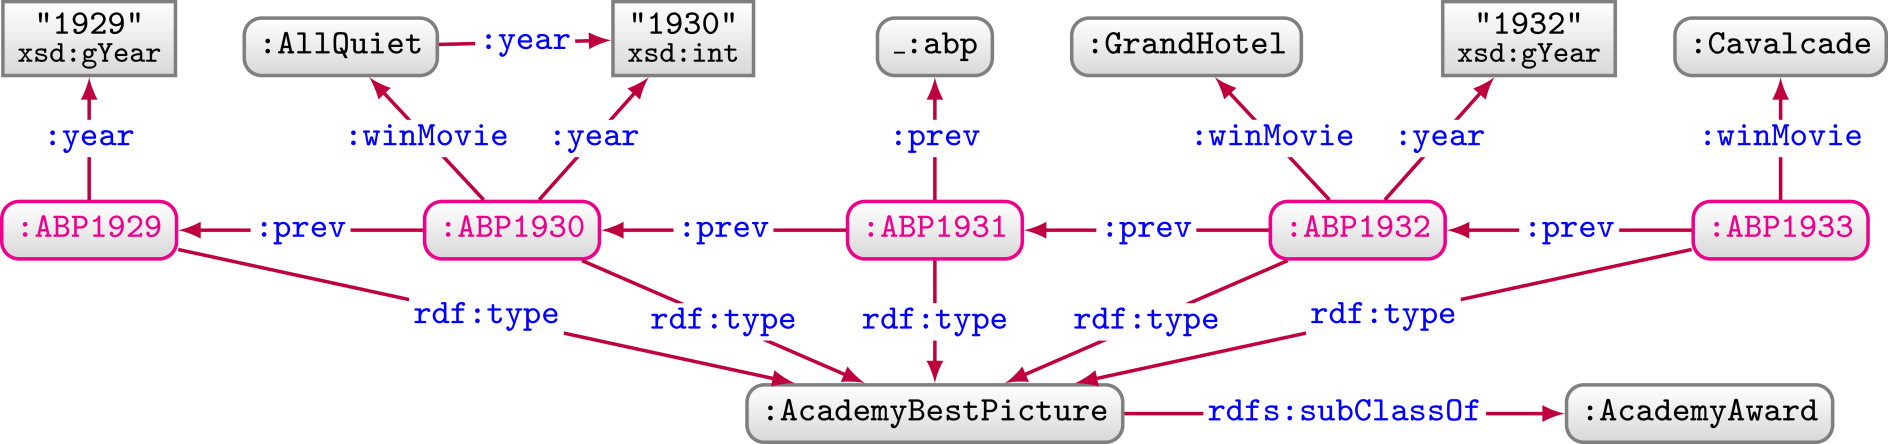 "1929"
xsd:gYear
:AllQuiet
:year
"1930"
xsd:int
_:abp
:GrandHotel
"1932"
xsd:gYear
:Cavalcade
:year
:winMovie
:year
:prev
:winMovie
:year
:winMovie
:ABP1929
:prev
:ABP1930
:prev
:ABP1931
:prev
:ABP1932
:prev
:ABP1933
rdf:type
rdf:type
rdf:type
rdf:type
rdf:type
:AcademyBestPicture
rdfs:subClassOf
:AcademyAward